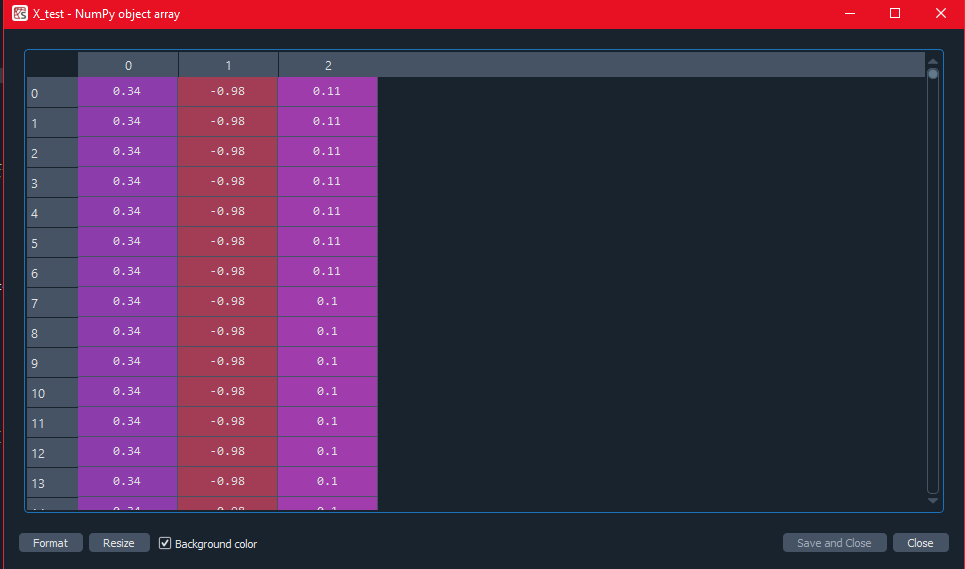 X_test - NumPy object array
0 1 2
0 0.34 -0.98 0.11
1 0.34 -0.98 0.11
2 0.34 -0.98 0.11
3 0.34 -0.98 0.11
4 0.34 -0.98 0.11
5 0.34 -0.98 0.11
6 0.34 -0.98 0.11
7 0.34 -0.98 0.1
8 0.34 -0.98 0.1
9 0.34 -0.98 0.1
10 0.34 -0.98 0.1
11 0.34 -0.98 0.1
12 0.34 -0.98 0.1
13 0.34 -0.98 0.1
Format Resize Background color Save and Close Close